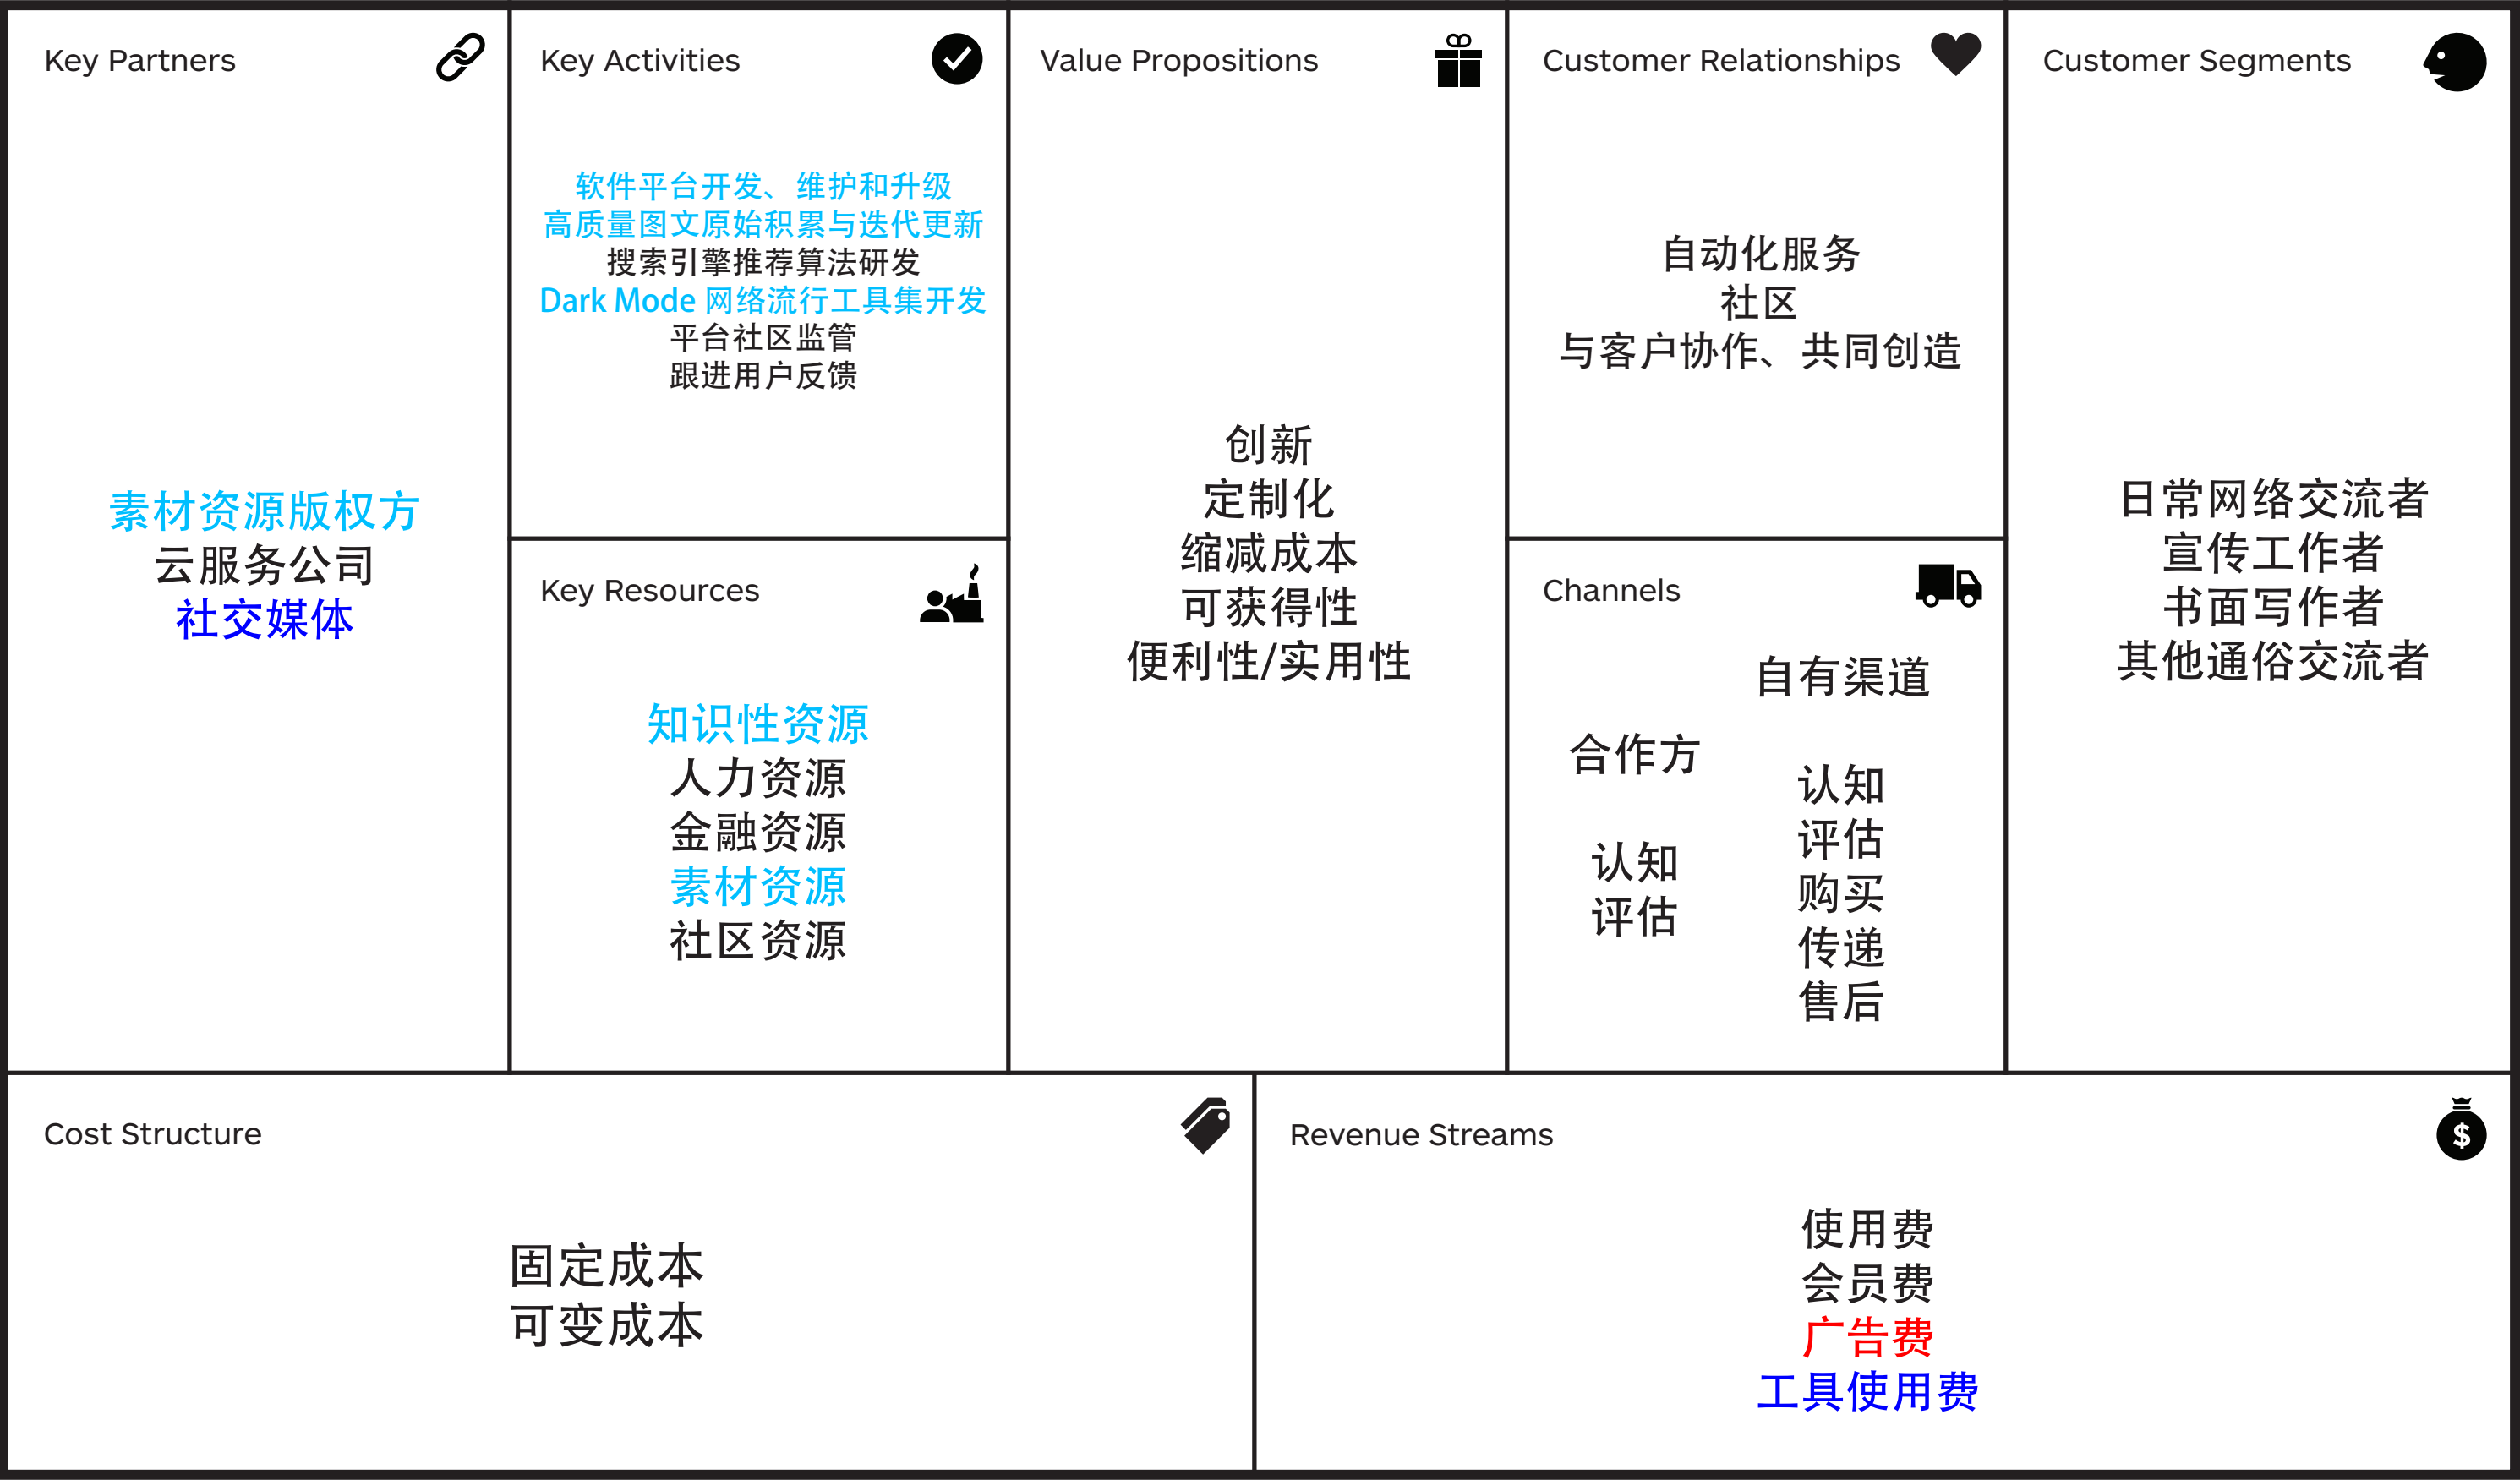 Key Partners
素材资源版权方
云服务公司
社交媒体
Key Activities
软件平台开发、维护和升级
高质量图文原始积累与迭代更新
搜索引擎推荐算法研发
Dark Mode 网络流行工具集开发
平台社区监管
跟进用户反馈
Key Resources
知识性资源
人力资源
金融资源
素材资源
社区资源
Value Propositions
创新
定制化
缩减成本
可获得性
便利性/实用性
Customer Relationships
自动化服务
社区
与客户协作、共同创造
Channels
合作方
认知
评估
自有渠道
认知
评估
购买
传递
售后
Customer Segments
日常网络交流者
宣传工作者
书面写作者
其他通俗交流者
Cost Structure
固定成本
可变成本
Revenue Streams
$
使用费
会员费
广告费
工具使用费